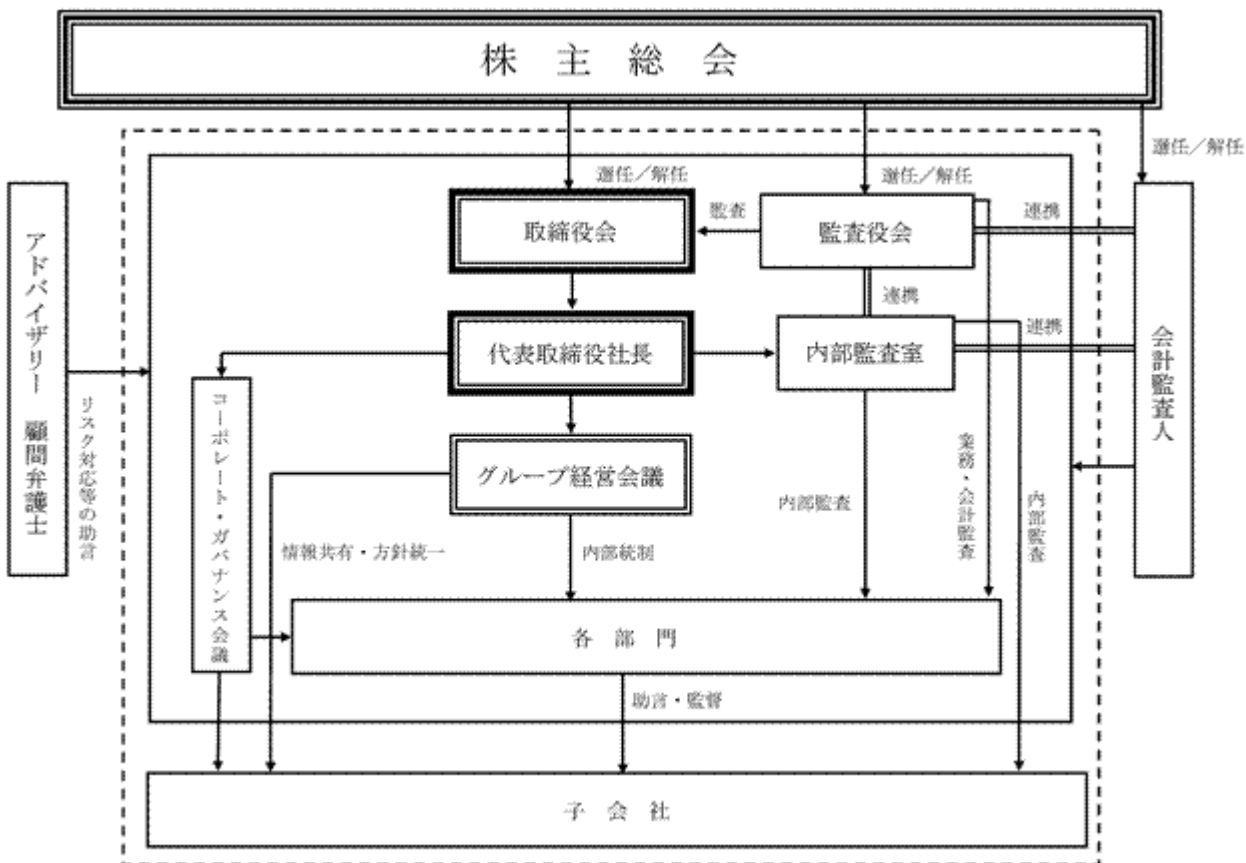 株主総会
選任／解任
選任／解任
選任／解任
取締役会
監査
監査役会
連携
連携
代表取締役社長
内部監査室
連携
会計監査人
アドバイザリー 顧問弁護士
リスク対応等の助言
コーポレート・ガバナンス会議
グループ経営会議
情報共有・方針統一
内部統制
内部監査
業務・会計監査
内部監査
各部門
助言・監督
子会社